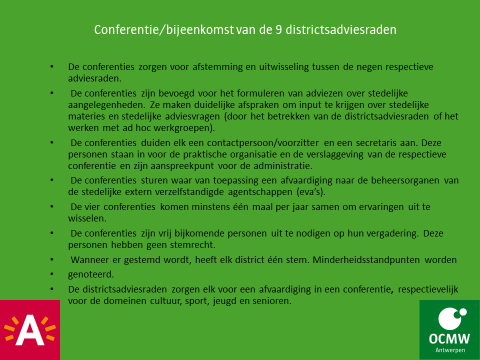 Conferentie/bijeenkomst van de 9 districtsadviesraden
• De conferenties zorgen voor afstemming en uitwisseling tussen de negen respectieve
adviesraden.
• De conferenties zijn bevoegd voor het formuleren van adviezen over stedelijke
aangelegenheden. Ze maken duidelijke afspraken om input te krijgen over stedelijke
materies en stedelijke adviesvragen (door het betrekken van de districtsadviesraden of het
werken met ad hoc werkgroepen).
• De conferenties duiden elk een contactpersoon/voorzitter en een secretaris aan. Deze
personen staan in voor de praktische organisatie en de verslaggeving van de respectieve
conferentie en zijn aanspreekpunt voor de administratie.
• De conferenties sturen waar van toepassing een afvaardiging naar de beheersorganen van
de stedelijke extern verzelfstandigde agentschappen (eva's).
• De vier conferenties komen minstens één maal per jaar samen om ervaringen uit te
wisselen.
• De conferenties zijn vrij bijkomende personen uit te nodigen op hun vergadering. Deze
personen hebben geen stemrecht.
• Wanneer er gestemd wordt, heeft elk district één stem. Minderheidsstandpunten worden
• genoteerd.
• De districtsadviesraden zorgen elk voor een afvaardiging in een conferentie, respectievelijk
voor de domeinen cultuur, sport, jeugd en senioren.
A
OCMW
Antwerpen